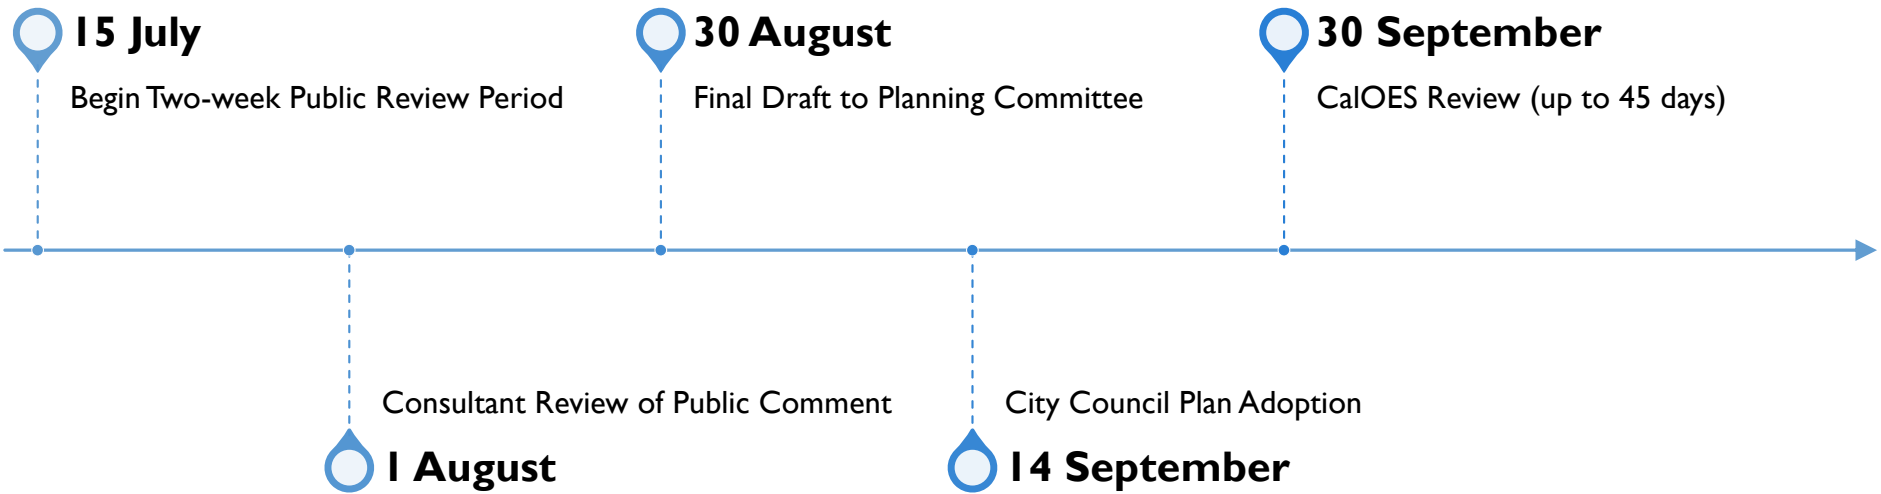 15 July
Begin Two-week Public Review Period
30 August
Final Draft to Planning Committee
30 September
CalOES Review (up to 45 days)
Consultant Review of Public Comment
1 August
City Council Plan Adoption
14 September